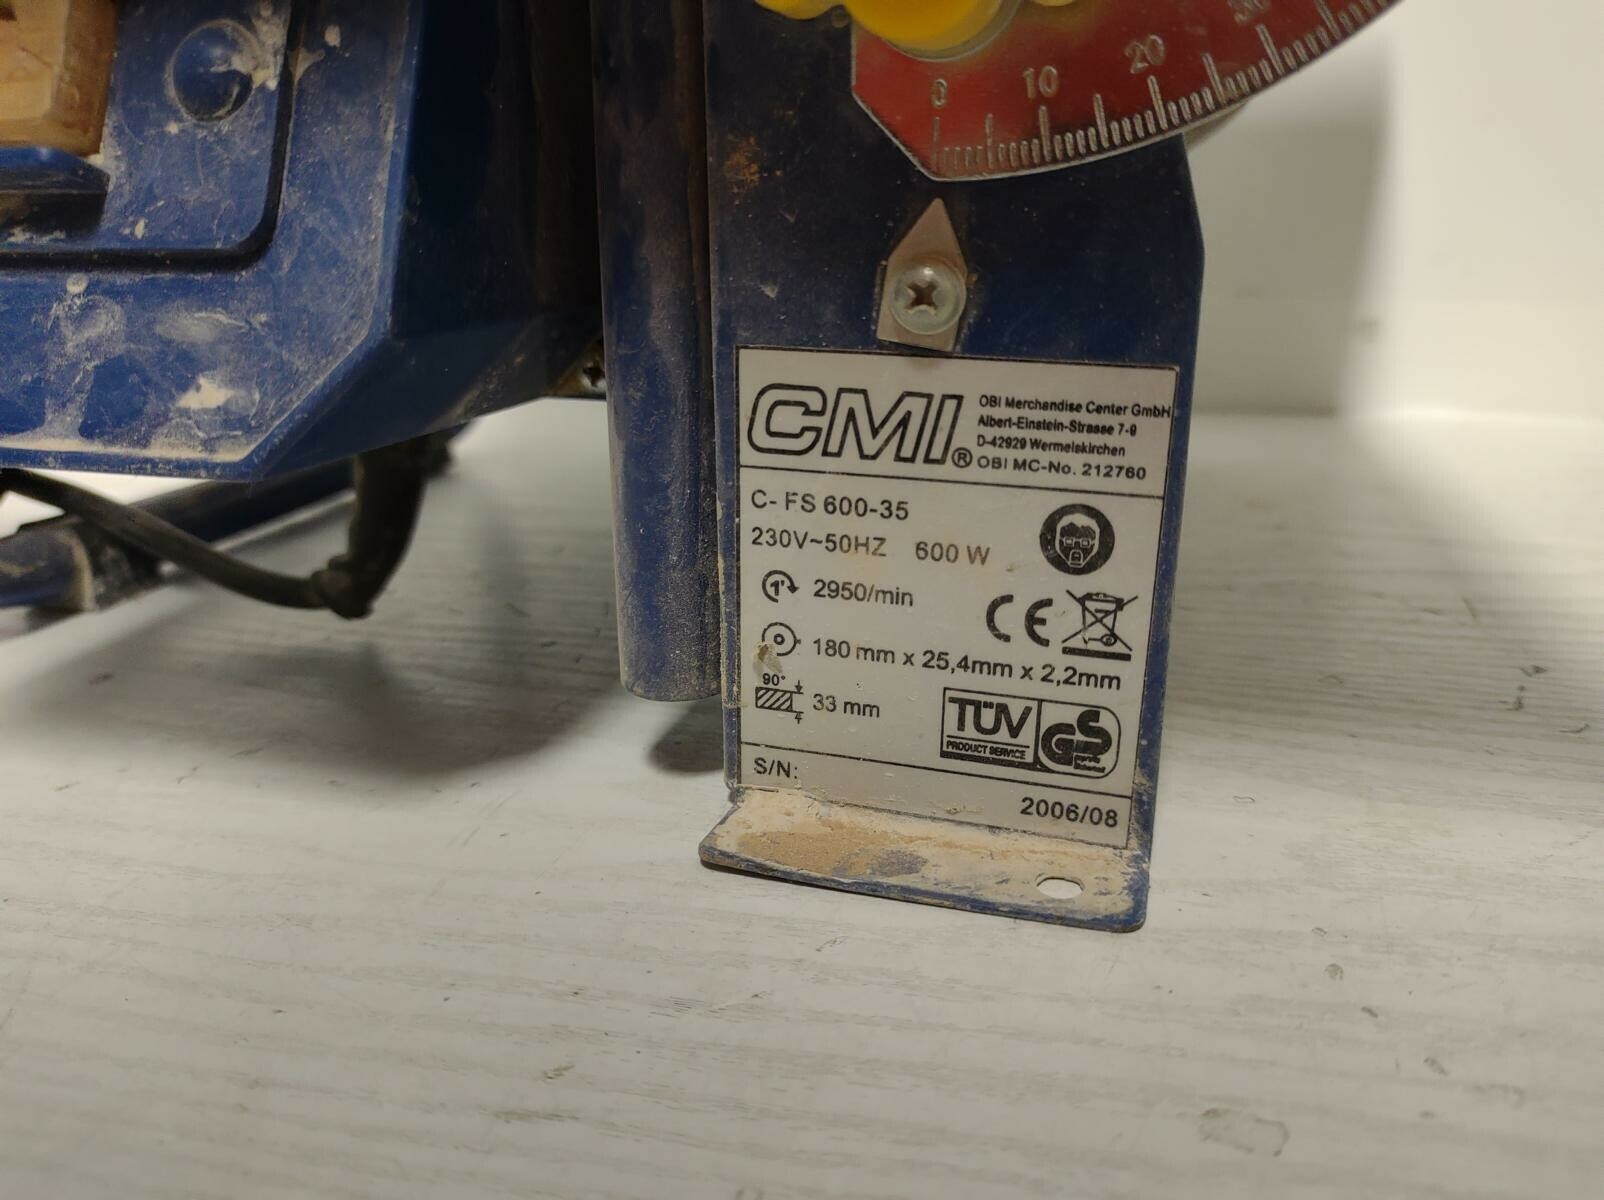 0 10 20 30
CMI®
OBI Merchandise Center GmbH
Albert-Einstein-Strasse 7-9
D-42929 Wermelskirchen
OBI MC-No. 212760
C- FS 600-35
230V~50HZ 600 W
1' 2950/min
180 mm x 25,4mm x 2,2mm
90°
33 mm
CE
TÜV
PRODUCT SERVICE
GS
S/N:
2006/08